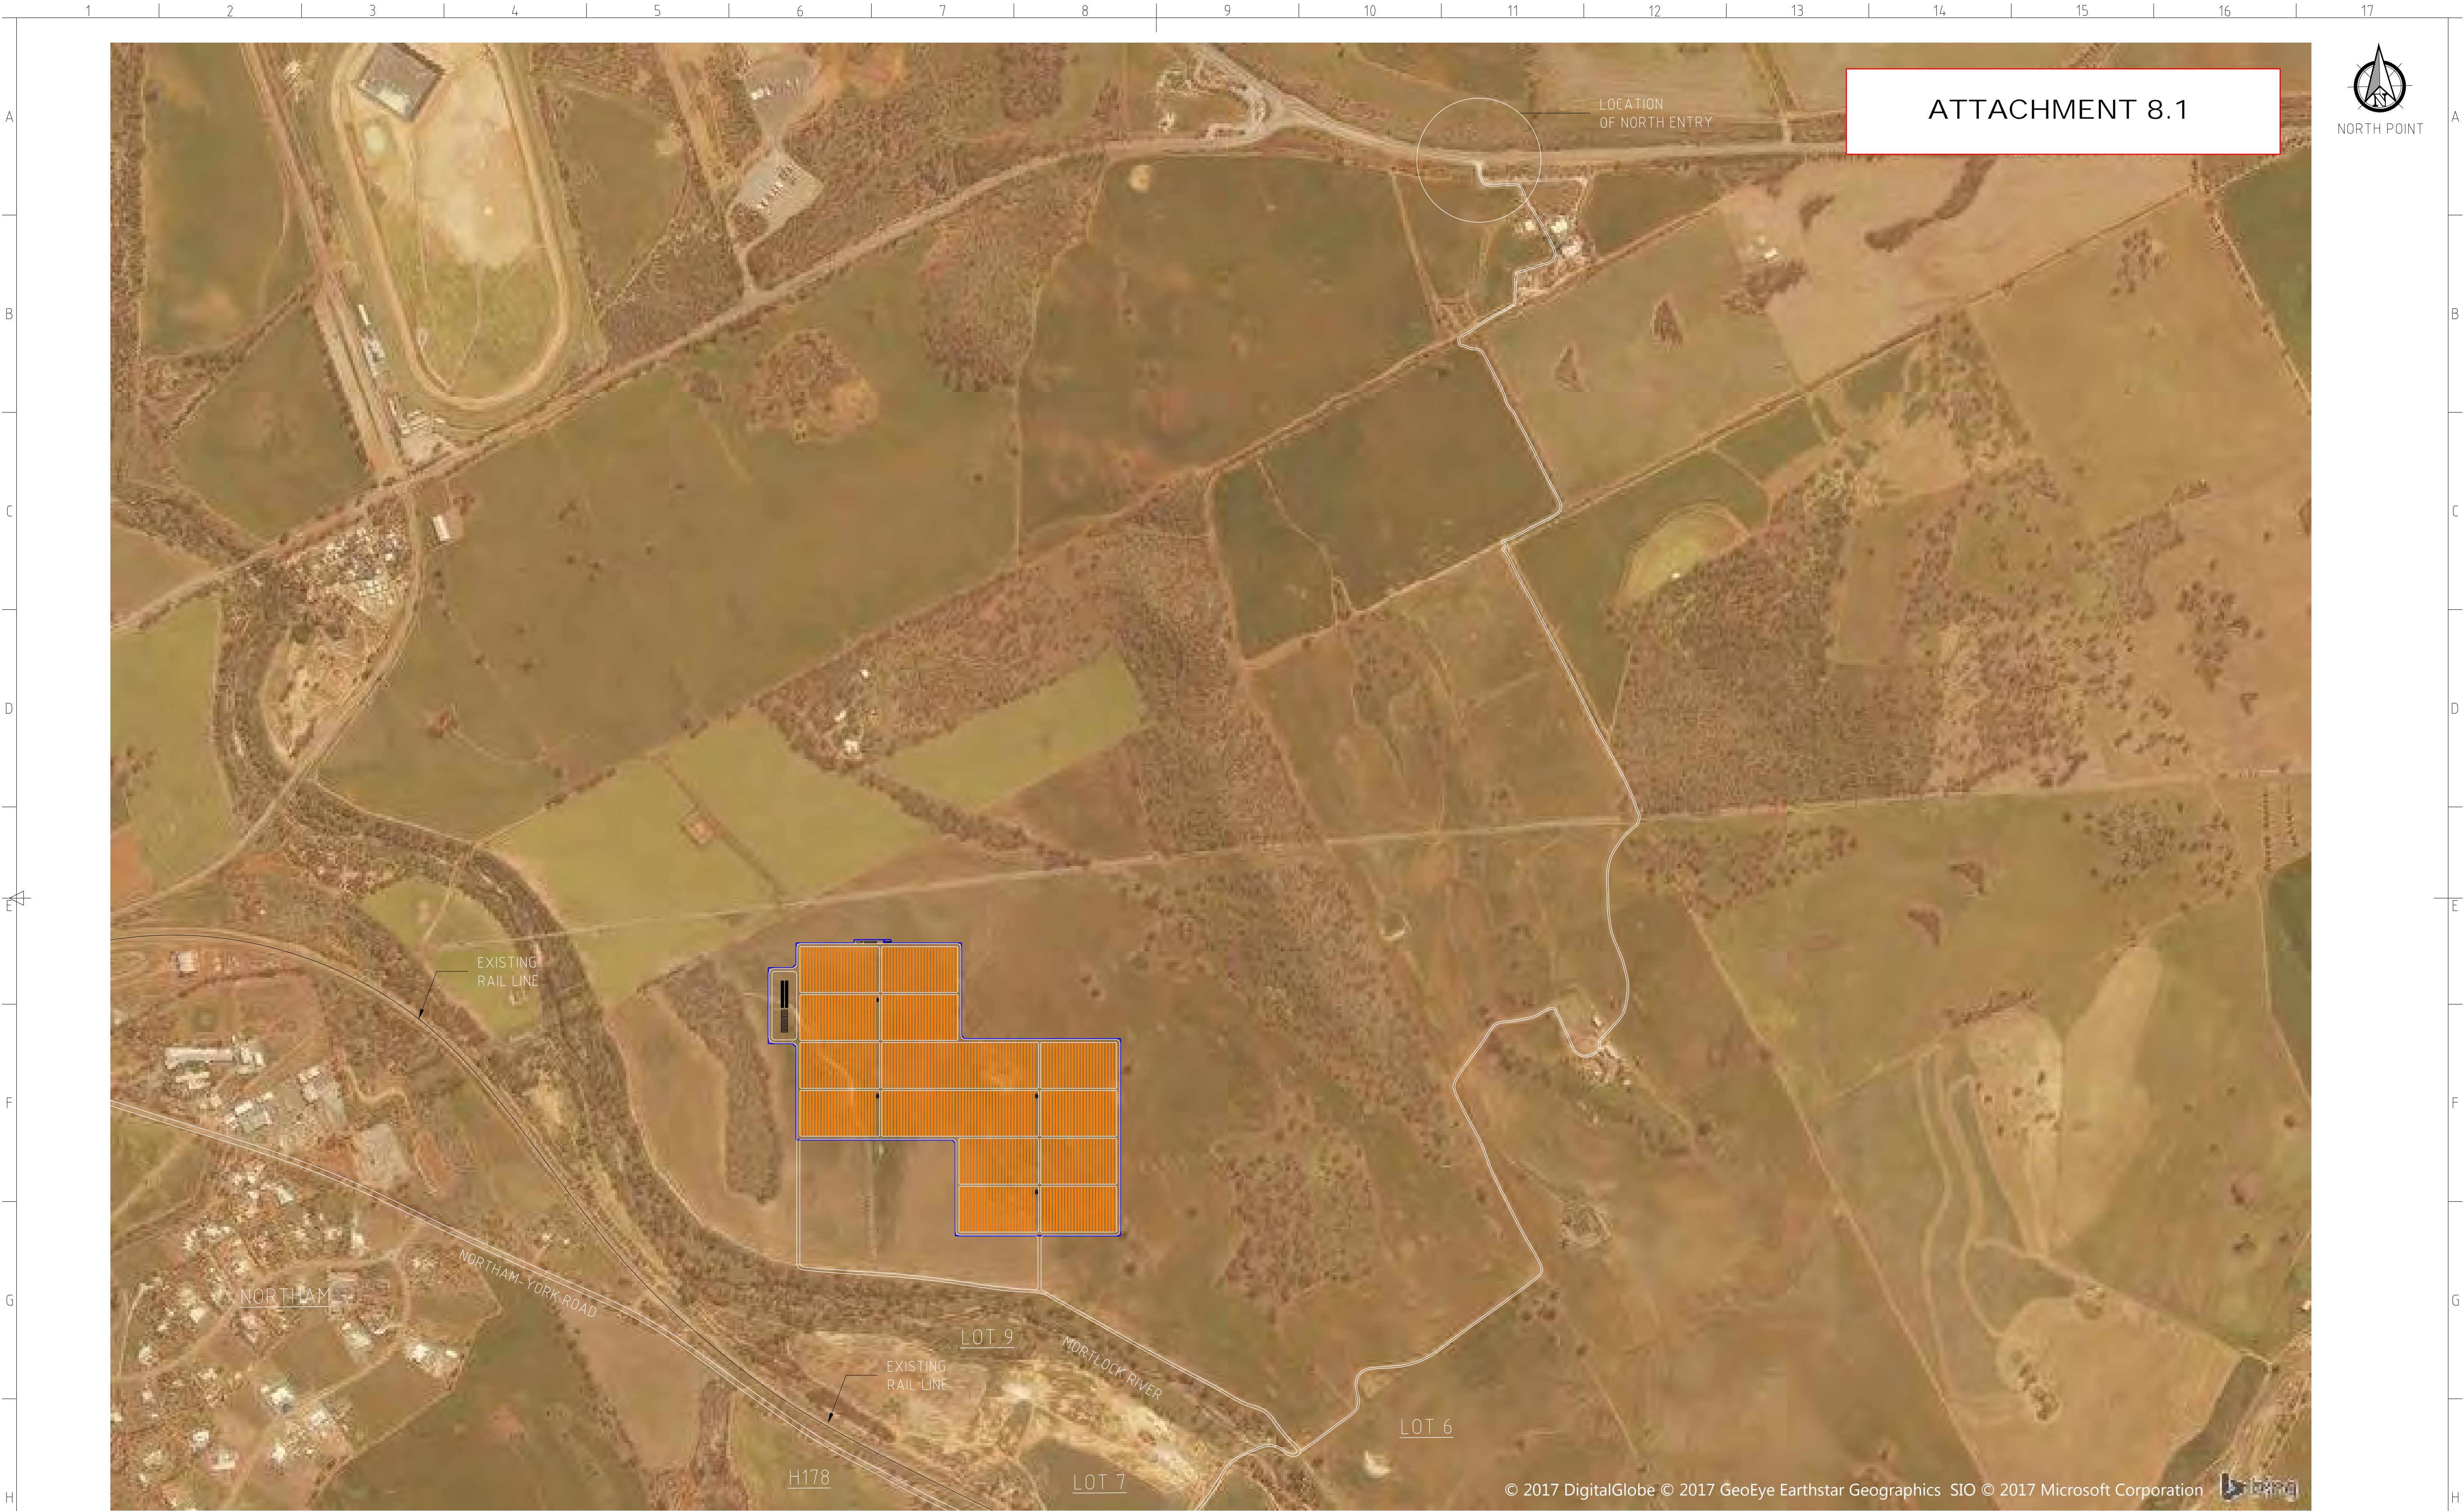 1 2 3 4 5 6 7 8 9 10 11 12 13 14 15 16 17
A A
LOCATION
OF NORTH ENTRY
ATTACHMENT 8.1
N
NORTH POINT
B B
C C
D D
E E
EXISTING
RAIL LINE
F F
NORTHAM-YORK ROAD
NORTHAM
G G
LOT 9
MORTLOCK RIVER
EXISTING
RAIL LINE
LOT 6
H178
LOT 7
© 2017 DigitalGlobe © 2017 GeoEye Earthstar Geographics SIO © 2017 Microsoft Corporation
bing
H H